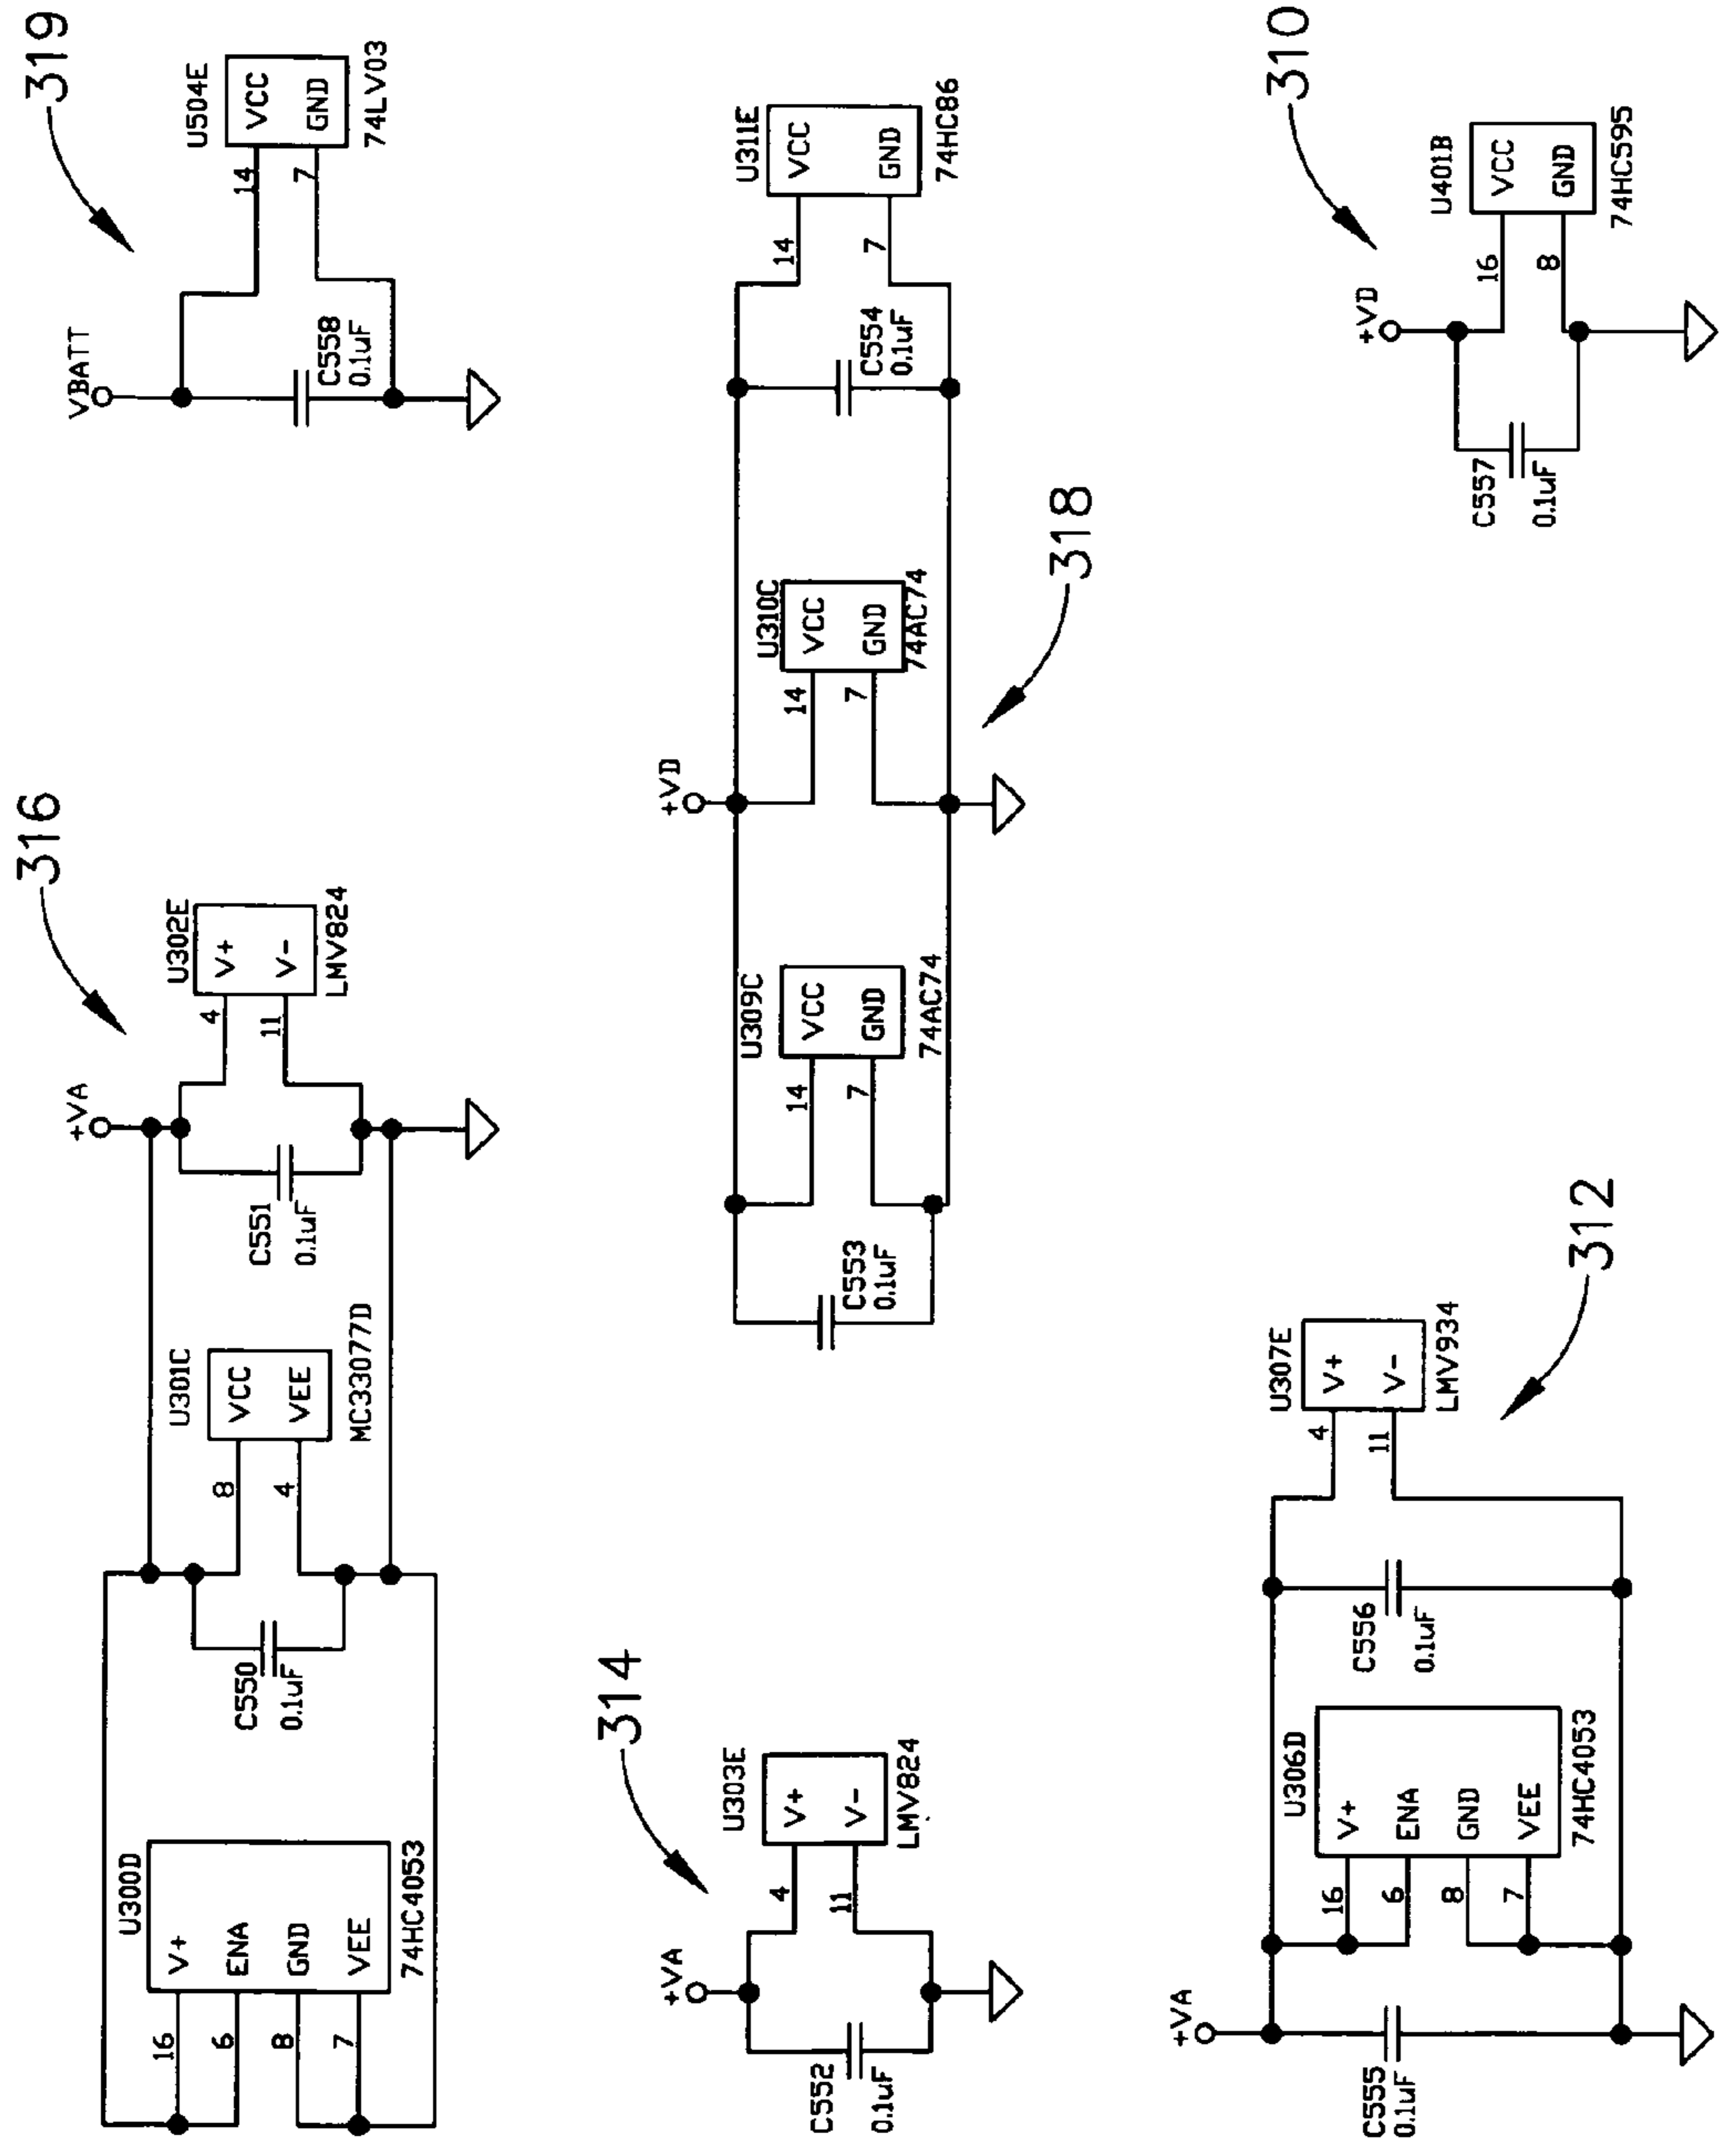 316
U300D
16
V+
6
ENA
8
GND
7
VEE
74HC4053
C550
0.1uF
U301C
8
VCC
4
VEE
MC33077D
+VA
C551
0.1uF
U302E
4
V+
11
V-
LMV824
319
VBATT
C558
0.1uF
U504E
14
VCC
7
GND
74LV03
314
+VA
C552
0.1uF
U303E
4
V+
11
V-
LMV824
318
+VD
C553
0.1uF
U309C
14
VCC
7
GND
74AC74
U310C
14
VCC
7
GND
74AC74
C554
0.1uF
U311E
14
VCC
7
GND
74HC86
312
+VA
C555
0.1uF
U306D
16
V+
6
ENA
8
GND
7
VEE
74HC4053
C556
0.1uF
U307E
4
V+
11
V-
LMV934
310
+VD
C557
0.1uF
U401B
16
VCC
8
GND
74HC595